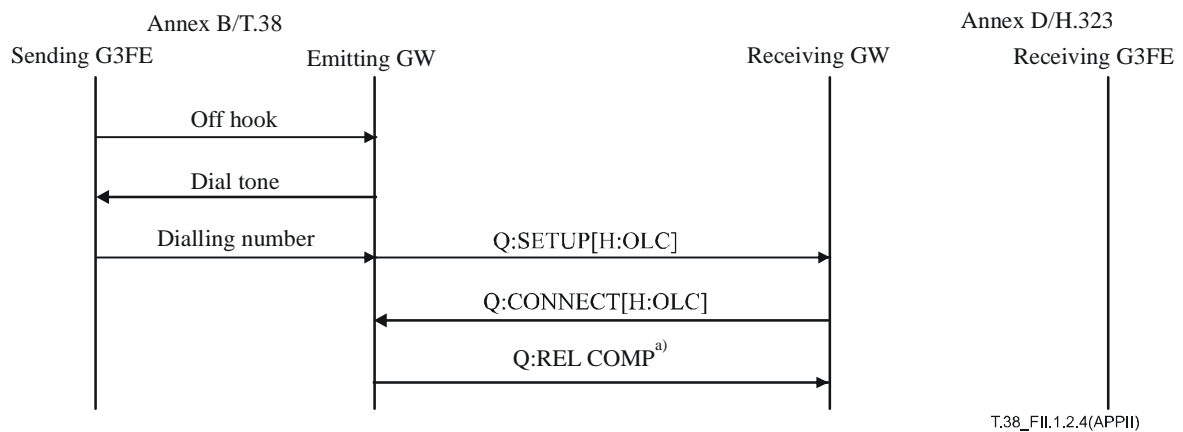 Annex B/T.38
Annex D/H.323
Sending G3FE
Emitting GW
Receiving GW
Receiving G3FE
Off hook
Dial tone
Dialling number
Q:SETUP[H:OLC]
Q:CONNECT[H:OLC]
Q:REL COMP a)
T.38_FII.1.2.4(APPII)